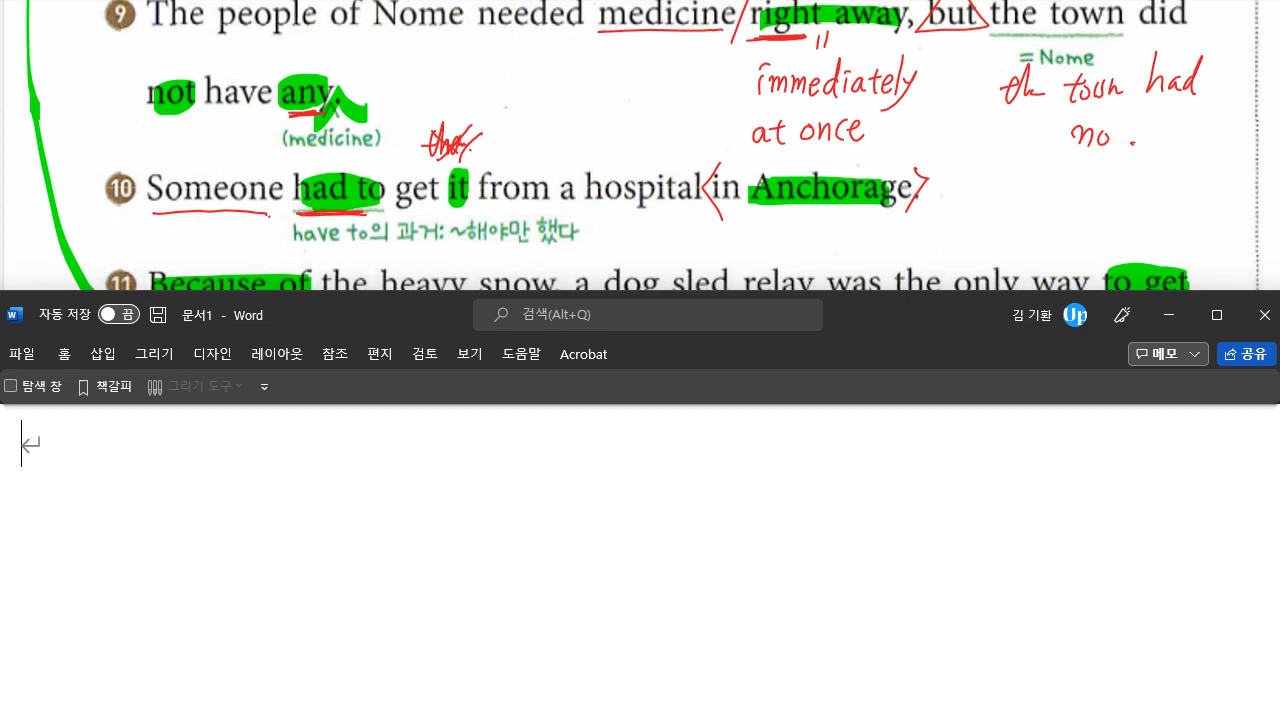 9 The people of Nome needed medicine right away, but the town did
= Nome
immediately
the town had
not have any.
(medicine)
at once
no.
10 Someone had to get it from a hospital in Anchorage.
have to의 과거: ~해야만 했다
11 Because of the heavy snow, a dog sled relay was the only way to get
자동 저장 끔 문서1 - Word 검색(Alt+Q) 김 기환 Up
파일 홈 삽입 그리기 디자인 레이아웃 참조 편지 검토 보기 도움말 Acrobat 메모 공유
탐색 창 책갈피 그리기 도구